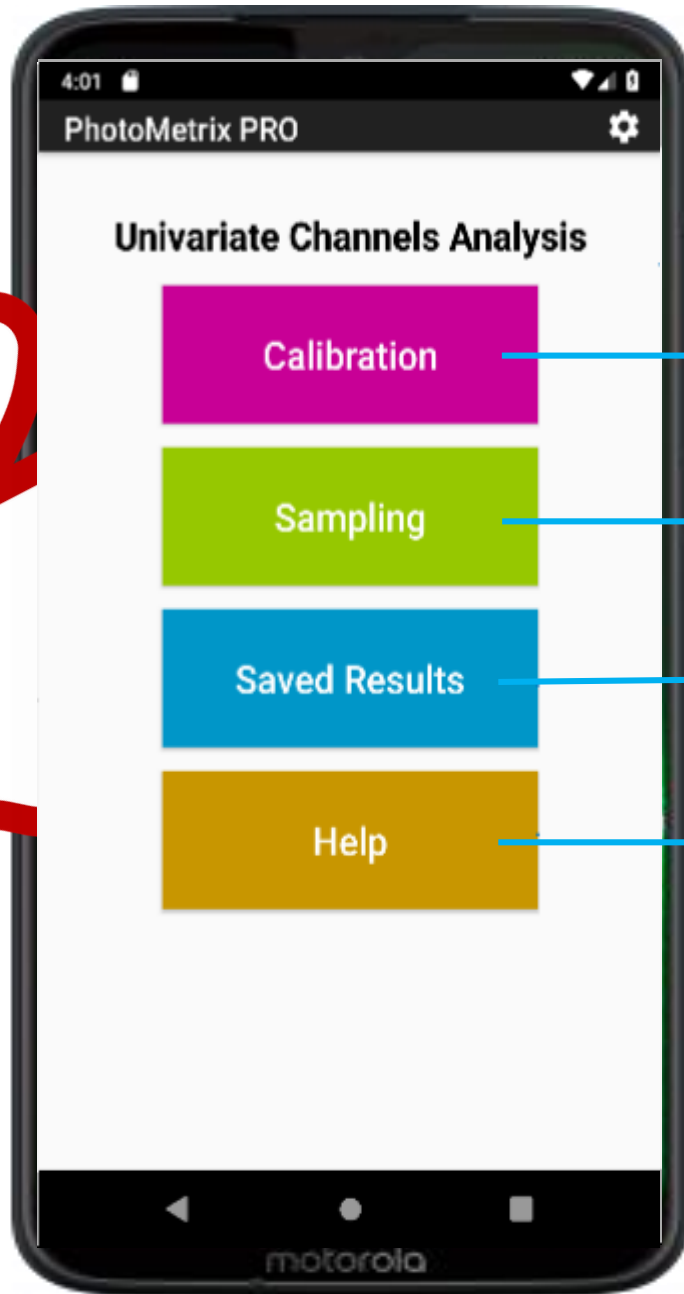 4:01
PhotoMetrix PRO
Univariate Channels Analysis
Calibration
Sampling
Saved Results
Help
motorola